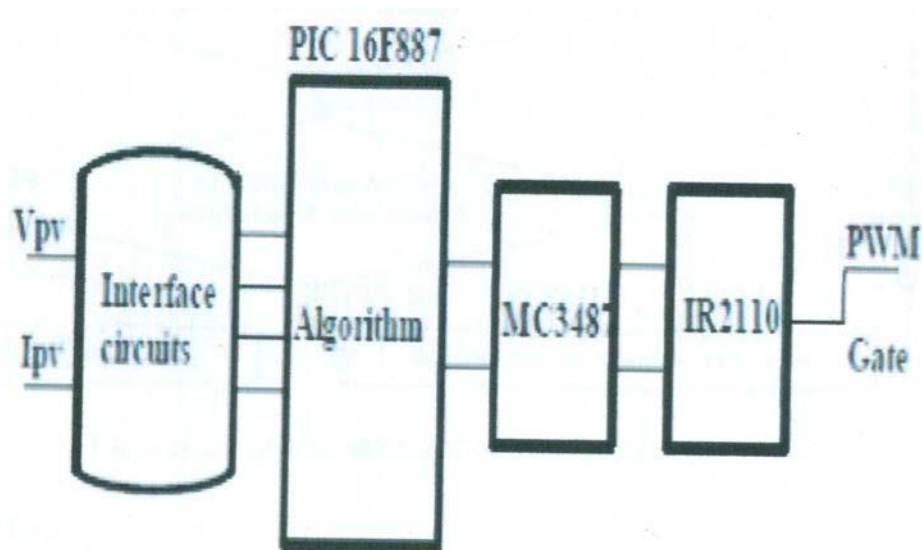 PIC 16F887
Vpv
Ipv
Interface
circuits
Algorithm
MC3487
IR2110
PWM
Gate